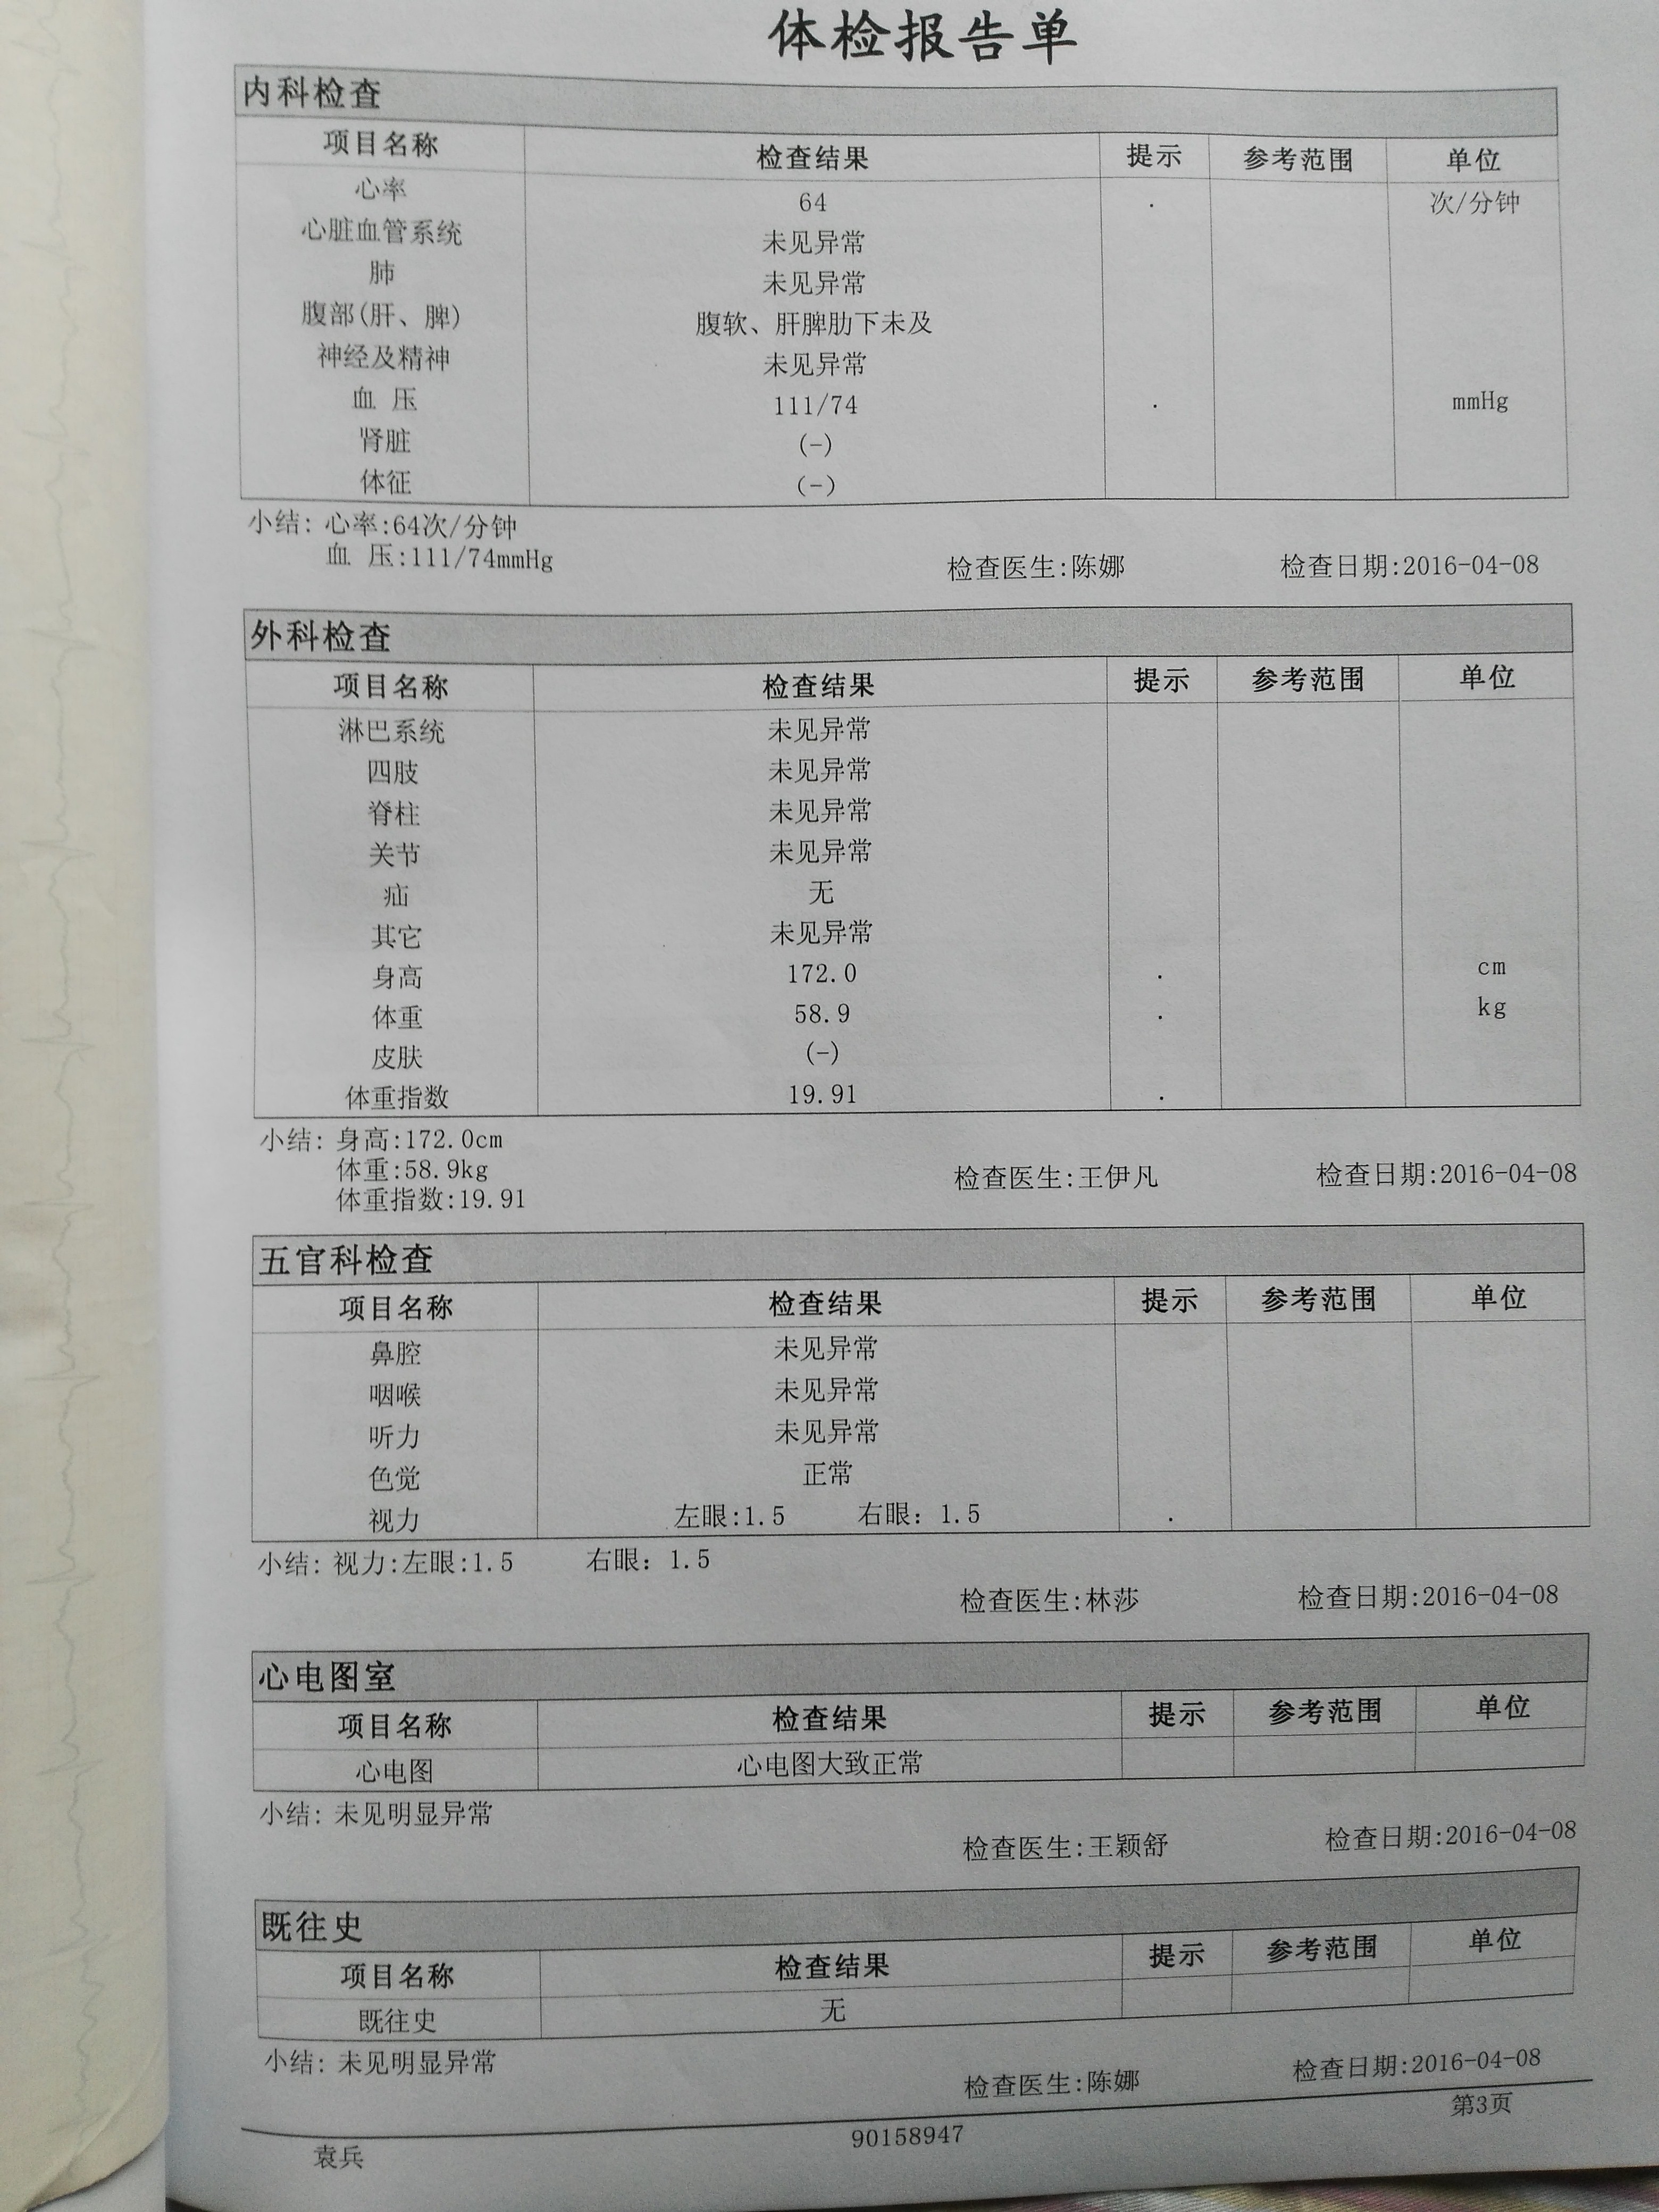 体检报告单
内科检查
项目名称 检查结果 提示 参考范围 单位
心率 64 . 次/分钟
心脏血管系统 未见异常
肺 未见异常
腹部(肝、脾) 腹软、肝脾肋下未及
神经及精神 未见异常
血 压 111/74 . mmHg
肾脏 (-)
体征 (-)
小结: 心率:64次/分钟
血 压:111/74mmHg
检查医生:陈娜 检查日期:2016-04-08
外科检查
项目名称 检查结果 提示 参考范围 单位
淋巴系统 未见异常
四肢 未见异常
脊柱 未见异常
关节 未见异常
疝 无
其它 未见异常
身高 172.0 . cm
体重 58.9 . kg
皮肤 (-)
体重指数 19.91 .
小结: 身高:172.0cm
体重:58.9kg
体重指数:19.91
检查医生:王伊凡 检查日期:2016-04-08
五官科检查
项目名称 检查结果 提示 参考范围 单位
鼻腔 未见异常
咽喉 未见异常
听力 未见异常
色觉 正常
视力 左眼:1.5 右眼: 1.5 .
小结: 视力:左眼:1.5 右眼: 1.5
检查医生:林莎 检查日期:2016-04-08
心电图室
项目名称 检查结果 提示 参考范围 单位
心电图 心电图大致正常
小结: 未见明显异常
检查医生:王颖舒 检查日期:2016-04-08
既往史
项目名称 检查结果 提示 参考范围 单位
既往史 无
小结: 未见明显异常
检查医生:陈娜 检查日期:2016-04-08
第3页
袁兵 90158947